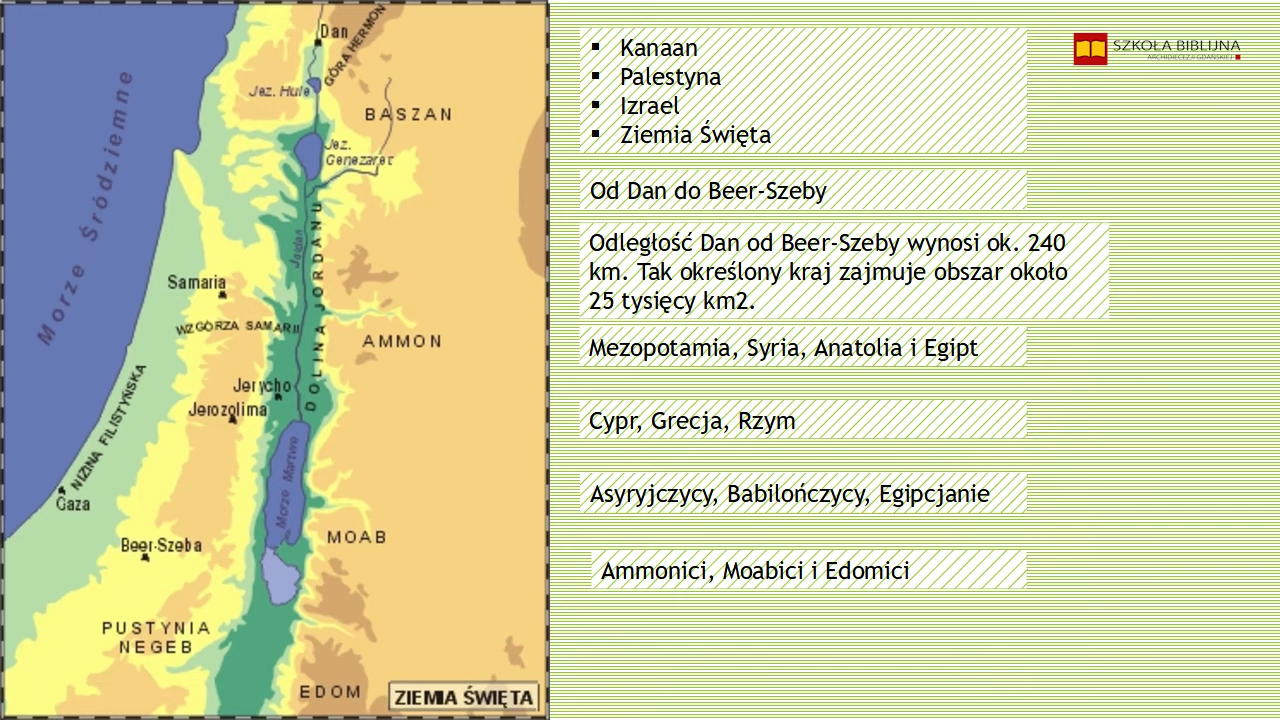 Dan
GÓRA HERMON
Jez. Hule
BASZAN
Jez.
Genezaret
Morze Śródziemne
Jordan
DOLINA JORDANU
Samaria
WZGÓRZA SAMARII
AMMON
Jerycho
Jerozolima
NIZINA FILISTYŃSKA
Morze Martwe
Gaza
MOAB
Beer-Szeba
PUSTYNIA
NEGEB
EDOM
ZIEMIA ŚWIĘTA
▪ Kanaan
▪ Palestyna
▪ Izrael
▪ Ziemia Święta
SZKOŁA BIBLIJNA
ARCHIDIECEZJI GDAŃSKIEJ
Od Dan do Beer-Szeby
Odległość Dan od Beer-Szeby wynosi ok. 240
km. Tak określony kraj zajmuje obszar około
25 tysięcy km2.
Mezopotamia, Syria, Anatolia i Egipt
Cypr, Grecja, Rzym
Asyryjczycy, Babilończycy, Egipcjanie
Ammonici, Moabici i Edomici